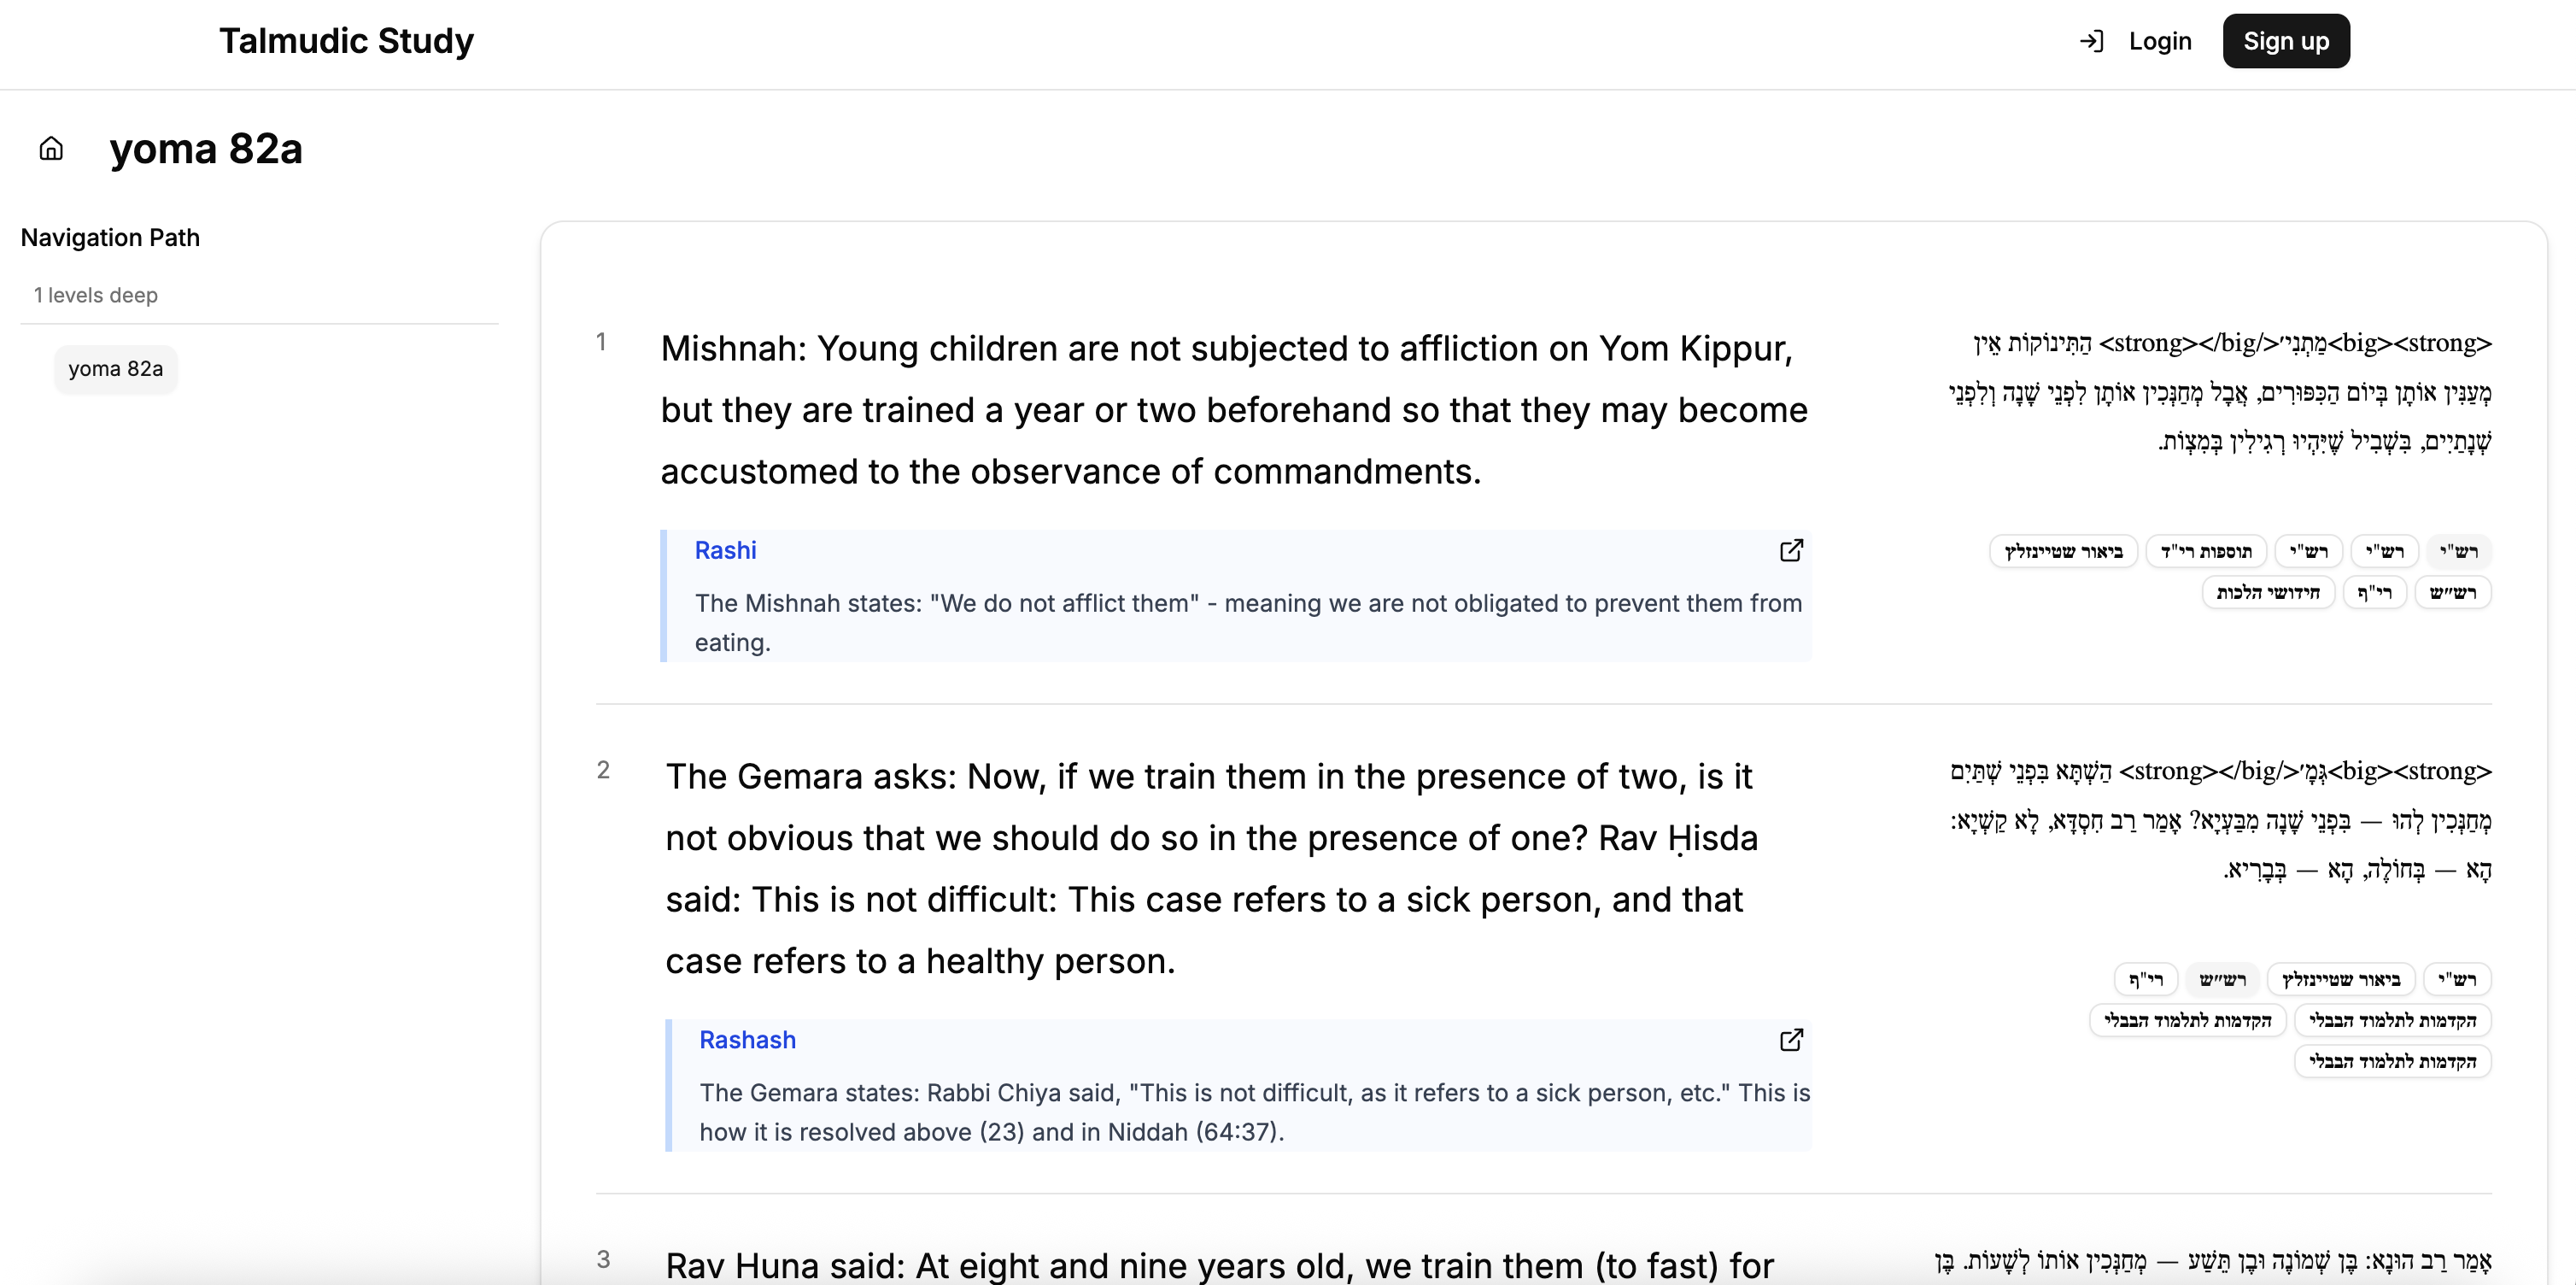 Talmudic Study
Login
Sign up
yoma 82a
Navigation Path
1 levels deep
yoma 82a
1
Mishnah: Young children are not subjected to affliction on Yom Kippur,
but they are trained a year or two beforehand so that they may become
accustomed to the observance of commandments.
<big><strong>מַתְנִי׳</strong></big> הַתִּינוֹקוֹת אֵין
מְעַנִּין אוֹתָן בְּיוֹם הַכִּפּוּרִים, אֲבָל מְחַנְּכִין אוֹתָן לִפְנֵי שָׁנָה וְלִפְנֵי
שְׁנָתַיִים, בִּשְׁבִיל שֶׁיִּהְיוּ רְגִילִין בְּמִצְוֹת.
Rashi
The Mishnah states: "We do not afflict them" - meaning we are not obligated to prevent them from
eating.
רש"י רש"י רש"י תוספות רי"ד ביאור שטיינזלץ
רש״ש רי"ף חידושי הלכות
2
The Gemara asks: Now, if we train them in the presence of two, is it
not obvious that we should do so in the presence of one? Rav Ḥisda
said: This is not difficult: This case refers to a sick person, and that
case refers to a healthy person.
<big><strong>גְּמָ׳</strong></big> הַשְׁתָּא בִּפְנֵי שְׁתַּיִם
מְחַנְּכִין לְהוּ — בִּפְנֵי שָׁנָה מִבַּעְיָא? אָמַר רַב חִסְדָּא, לָא קַשְׁיָא:
הָא — בְּחוֹלֶה, הָא — בְּבָרִיא.
Rashash
The Gemara states: Rabbi Chiya said, "This is not difficult, as it refers to a sick person, etc." This is
how it is resolved above (23) and in Niddah (64:37).
רש"י ביאור שטיינזלץ רש״ש רי"ף
הקדמות לתלמוד הבבלי הקדמות לתלמוד הבבלי
הקדמות לתלמוד הבבלי
3
Rav Huna said: At eight and nine years old, we train them (to fast) for
אָמַר רַב הוּנָא: בֶּן שְׁמוֹנֶה וּבֶן תֵּשַׁע — מְחַנְּכִין אוֹתוֹ לְשָׁעוֹת. בֶּן